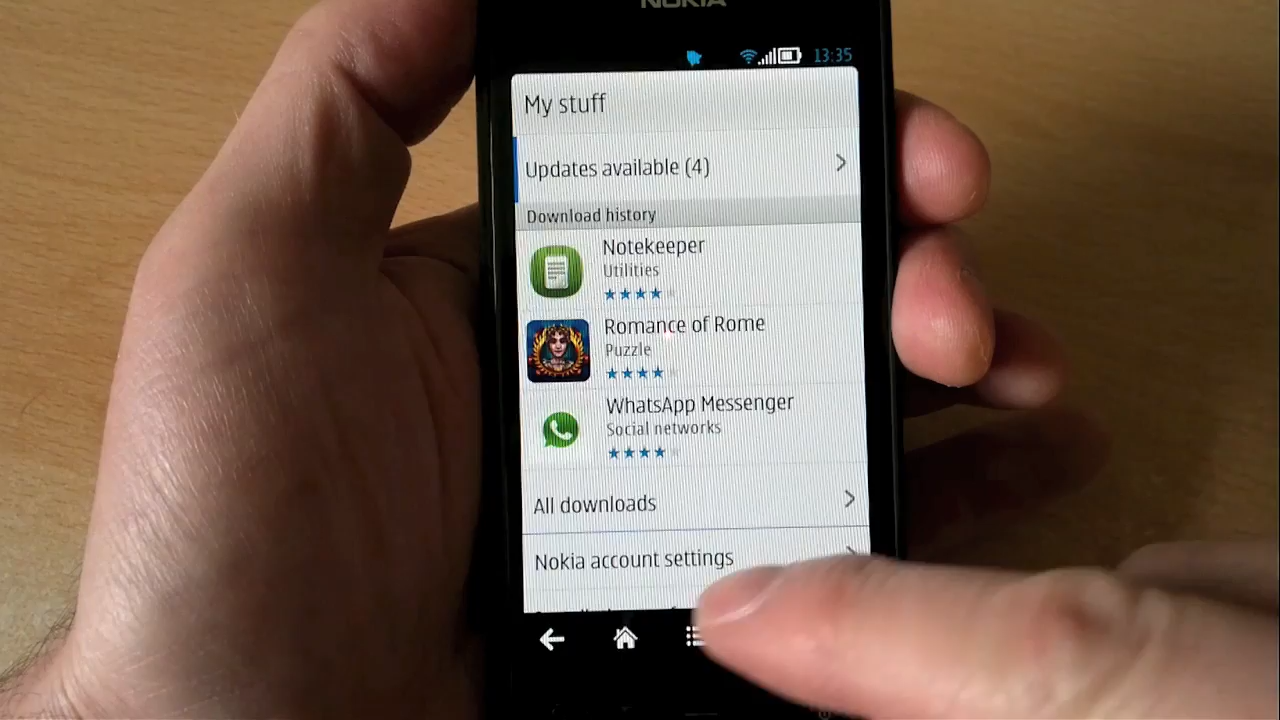 NOKIA
13:35
My stuff
Updates available (4)
Download history
Notekeeper
Utilities
Romance of Rome
Puzzle
WhatsApp Messenger
Social networks
All downloads
Nokia account settings